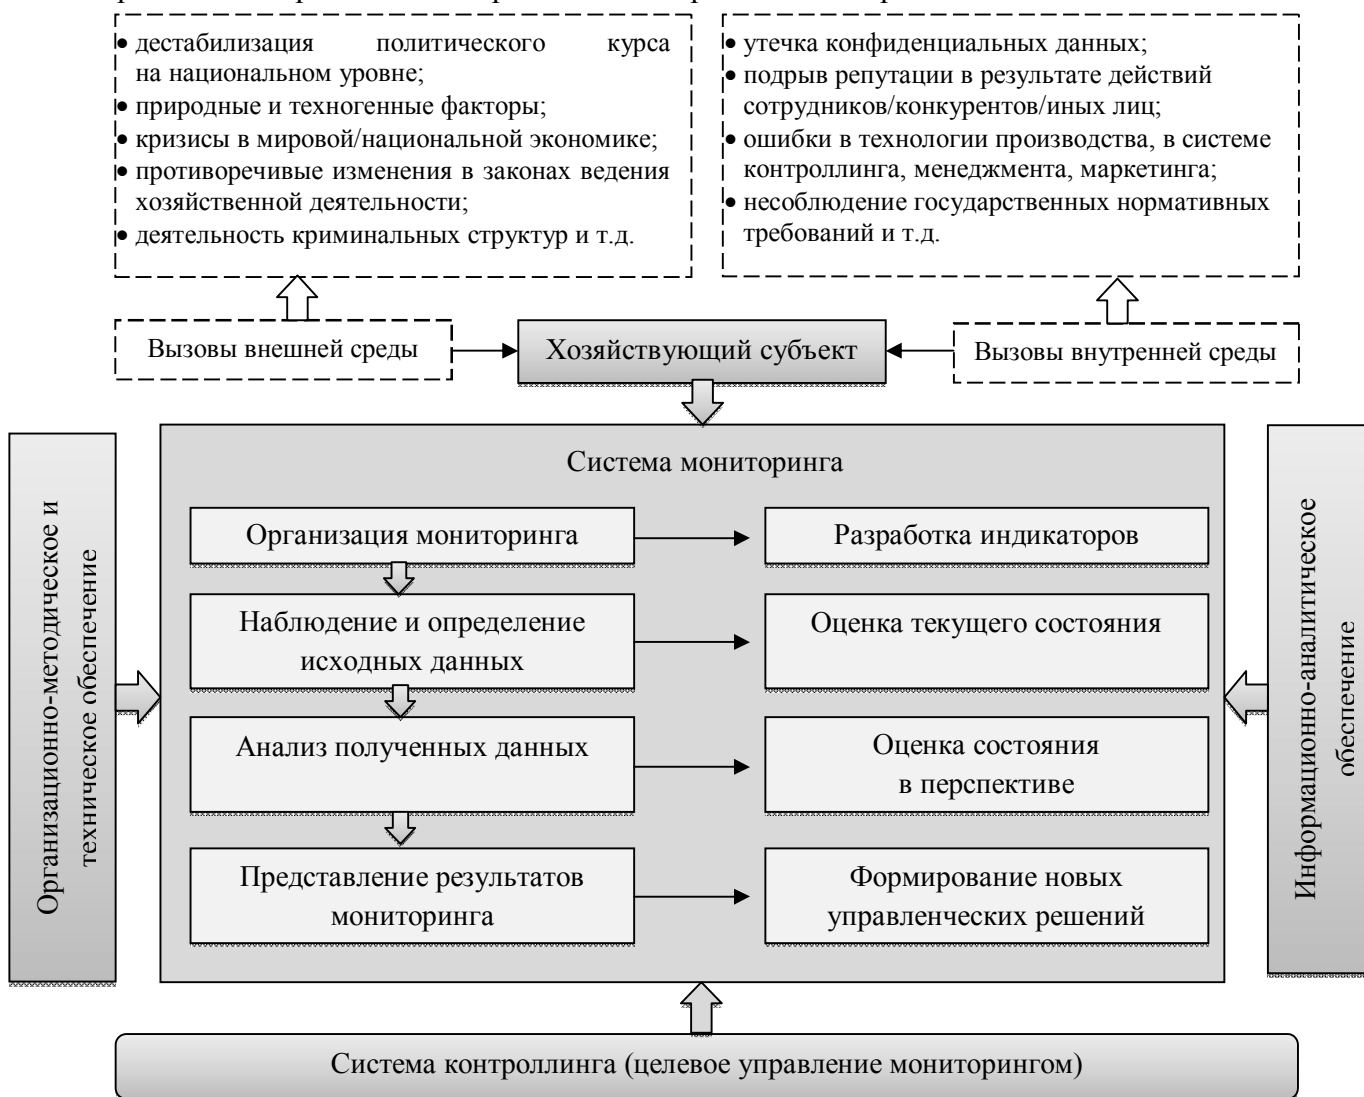 • дестабилизация политического курса
на национальном уровне;
• природные и техногенные факторы;
• кризисы в мировой/национальной экономике;
• противоречивые изменения в законах ведения
хозяйственной деятельности;
• деятельность криминальных структур и т.д.
• утечка конфиденциальных данных;
• подрыв репутации в результате действий
сотрудников/конкурентов/иных лиц;
• ошибки в технологии производства, в системе
контроллинга, менеджмента, маркетинга;
• несоблюдение государственных нормативных
требований и т.д.
Вызовы внешней среды
Хозяйствующий субъект
Вызовы внутренней среды
Организационно-методическое и
техническое обеспечение
Система мониторинга
Организация мониторинга
Разработка индикаторов
Наблюдение и определение
исходных данных
Оценка текущего состояния
Анализ полученных данных
Оценка состояния
в перспективе
Представление результатов
мониторинга
Формирование новых
управленческих решений
Информационно-аналитическое
обеспечение
Система контроллинга (целевое управление мониторингом)